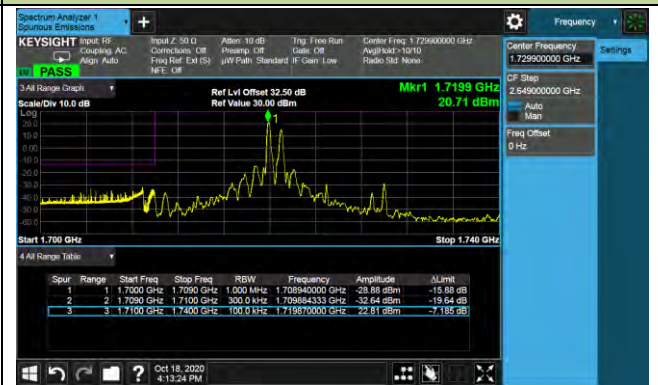 Spectrum Analyzer 1
Spurious Emissions
+
Frequency
KEYSIGHT Input: RF Input Z: 50 Ω Atten: 10 dB Trig: Free Run Center Freq: 1.729900000 GHz
Coupling: AC Corrections: Off Preamp: Off Gate: Off Avg|Hold:>10/10
Align: Auto Freq Ref: Ext (S) µW Path: Standard IF Gain: Low Radio Std: None
NFE: Off
PASS
3 All Range Graph
Ref Lvl Offset 32.50 dB
Mkr1 1.7199 GHz
Scale/Div 10.0 dB
Ref Value 30.00 dBm
20.71 dBm
Log
20.0
10.0
0.00
-10.0
-20.0
-30.0
-40.0
-50.0
-60.0
1
Start 1.700 GHz
Stop 1.740 GHz
4 All Range Table
Spur Range Start Freq Stop Freq RBW Frequency Amplitude ΔLimit
1 1 1.7000 GHz 1.7090 GHz 1.000 MHz 1.708940000 GHz -28.88 dBm -15.88 dB
2 2 1.7090 GHz 1.7100 GHz 300.0 kHz 1.709884333 GHz -32.64 dBm -19.64 dB
3 3 1.7100 GHz 1.7400 GHz 100.0 kHz 1.719870000 GHz 22.81 dBm -7.185 dB
Center Frequency
1.729900000 GHz
Settings
CF Step
2.649000000 GHz
Auto
Man
Freq Offset
0 Hz
?
Oct 18, 2020
4:13:24 PM